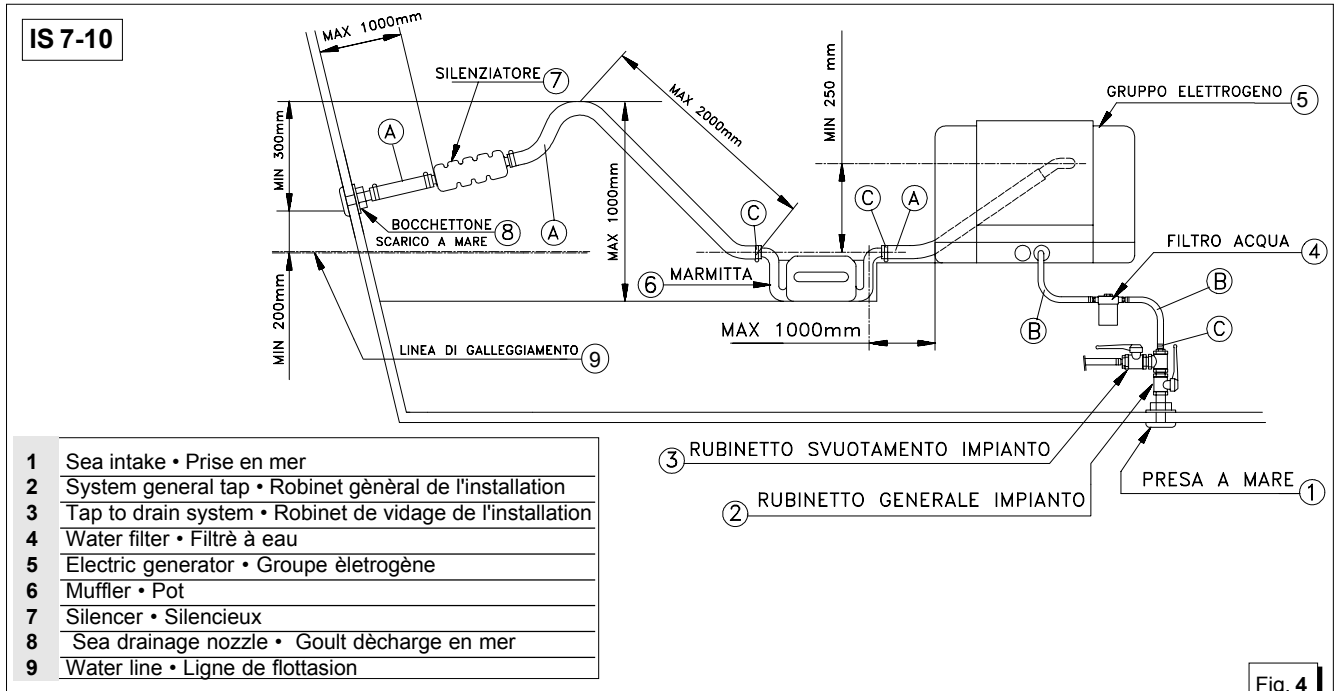 IS 7-10
MAX 1000mm
SILENZIATORE 7
MAX 2000mm
MIN 250 mm
GRUPPO ELETTROGENO 5
MIN 300mm
A
A
BOCCHETTONE
SCARICO A MARE 8
MAX 1000mm
C
C
A
FILTRO ACQUA
4
6 MARMITTA
B
B
C
MIN 200mm
MAX 1000mm
LINEA DI GALLEGGIAMENTO 9
3 RUBINETTO SVUOTAMENTO IMPIANTO
PRESA A MARE 1
2 RUBINETTO GENERALE IMPIANTO
1 Sea intake • Prise en mer
2 System general tap • Robinet gènèral de l'installation
3 Tap to drain system • Robinet de vidage de l'installation
4 Water filter • Filtrè à eau
5 Electric generator • Groupe èletrogène
6 Muffler • Pot
7 Silencer • Silencieux
8 Sea drainage nozzle • Goult dècharge en mer
9 Water line • Ligne de flottasion
Fig. 4